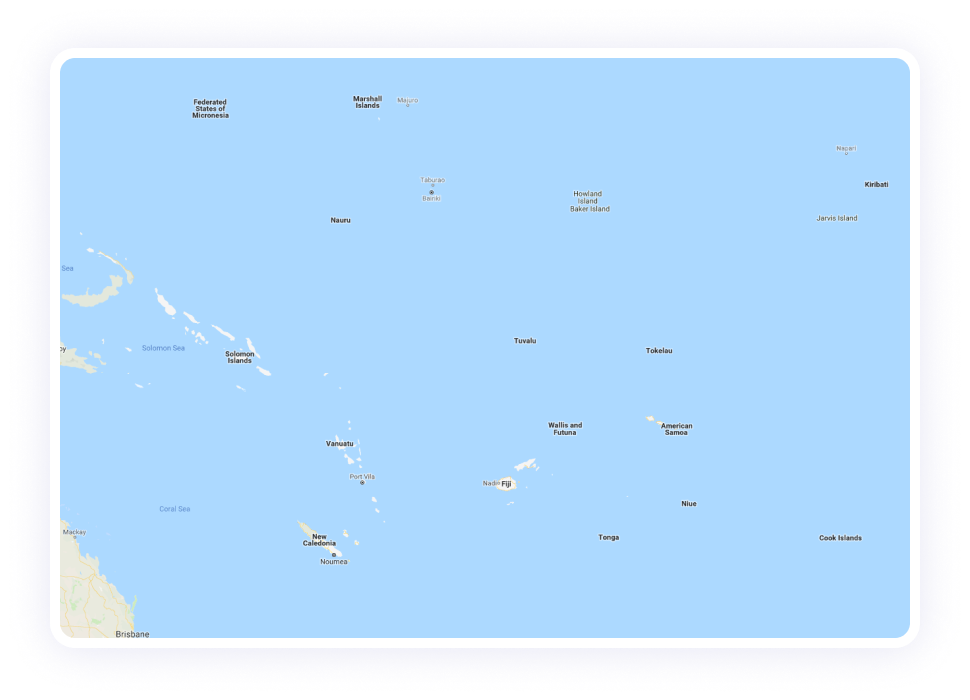 Federated
States of
Micronesia
Marshall
Islands
Majuro
Napari
Kiribati
Taburao
Bairiki
Howland
Island
Baker Island
Jarvis Island
Nauru
Sea
Solomon Sea
by
Solomon
Islands
Tuvalu
Tokelau
Wallis and
Futuna
American
Samoa
Vanuatu
Port Vila
Nadi
Fiji
Niue
Coral Sea
Mackay
New
Caledonia
Noumea
Tonga
Cook Islands
Brisbane